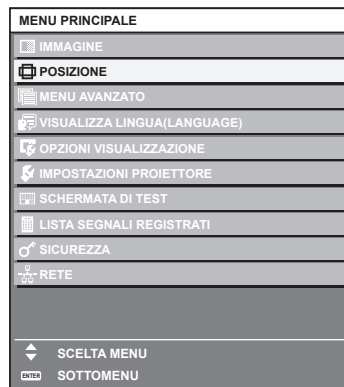 MENU PRINCIPALE
IMMAGINE
POSIZIONE
MENU AVANZATO
VISUALIZZA LINGUA(LANGUAGE)
OPZIONI VISUALIZZAZIONE
IMPOSTAZIONI PROIETTORE
SCHERMATA DI TEST
LISTA SEGNALI REGISTRATI
SICUREZZA
RETE
SCELTA MENU
ENTER SOTTOMENU